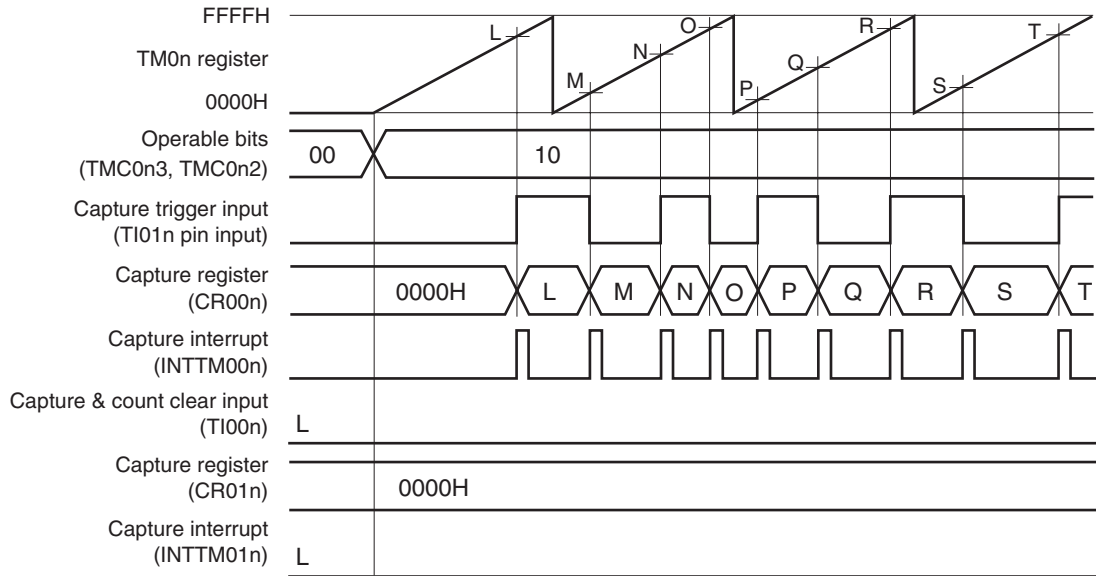 FFFFH
TM0n register
0000H
L M N O P Q R S T
Operable bits
(TMC0n3, TMC0n2)
00 10
Capture trigger input
(TI01n pin input)
Capture register
(CR00n)
0000H L M N O P Q R S T
Capture interrupt
(INTTM00n)
Capture & count clear input
(TI00n)
L
Capture register
(CR01n)
0000H
Capture interrupt
(INTTM01n)
L